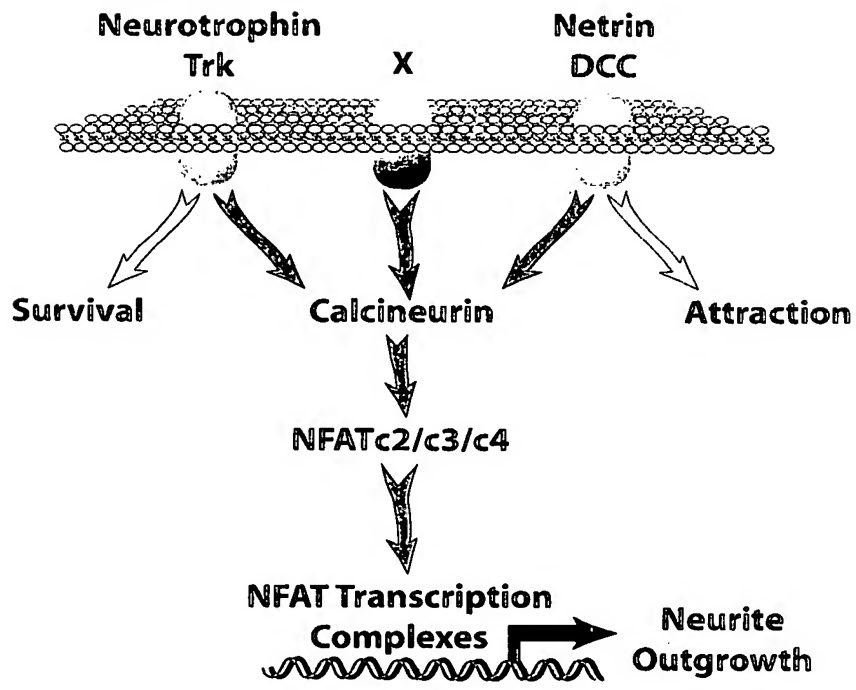 Neurotrophin
Trk
X
Netrin
DCC
Survival
Calcineurin
Attraction
NFATc2/c3/c4
NFAT Transcription
Complexes
Neurite
Outgrowth